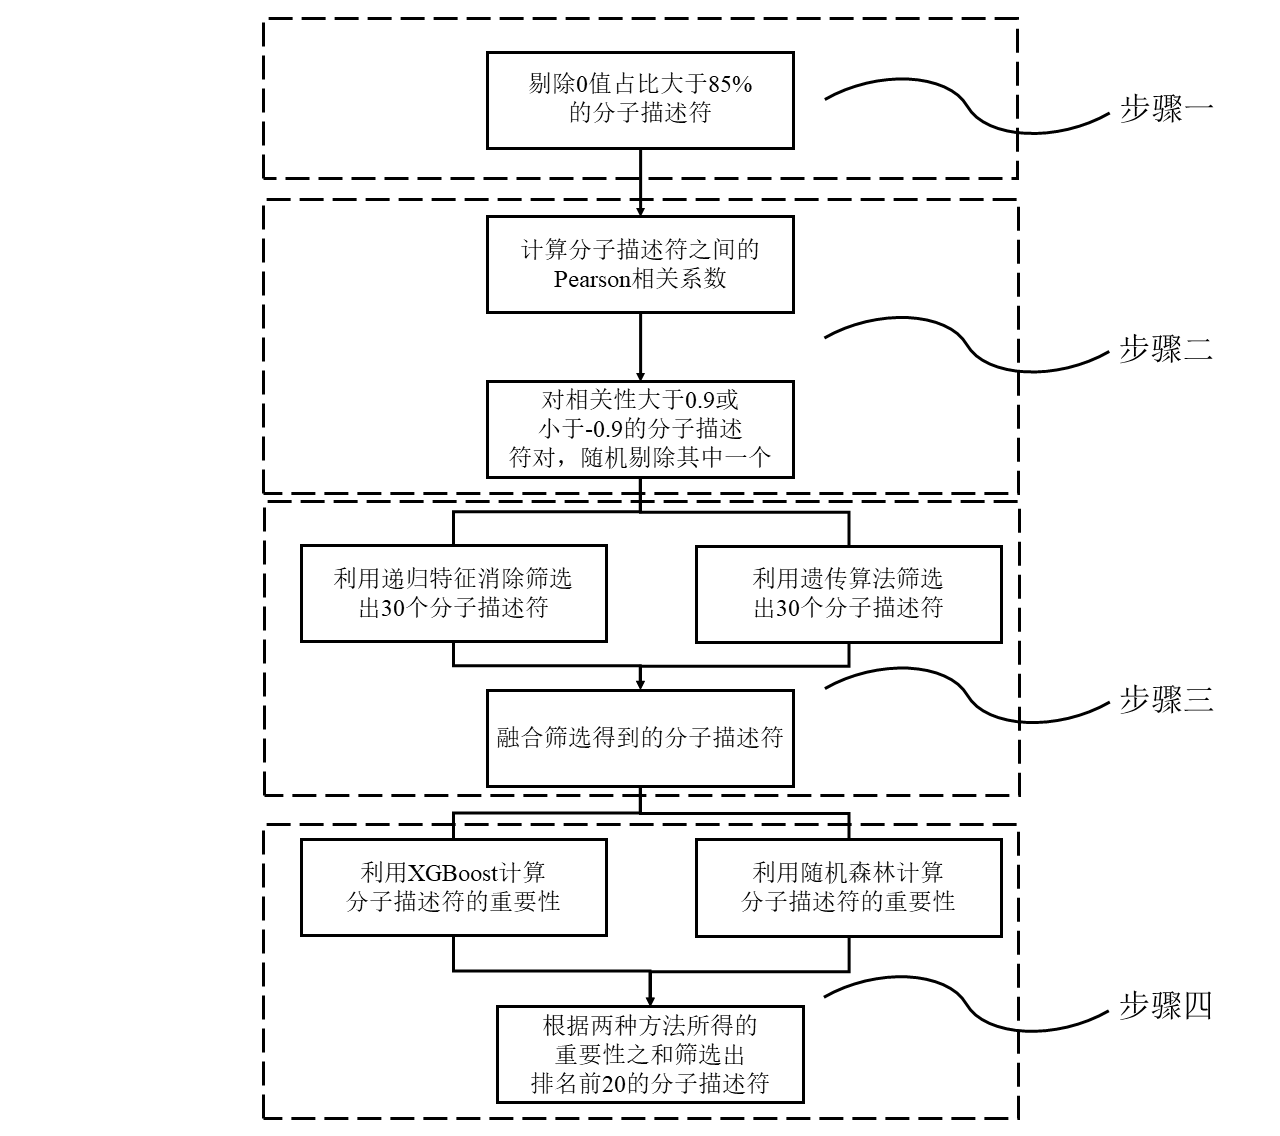 剔除0值占比大于85%
的分子描述符
步骤一
计算分子描述符之间的
Pearson相关系数
步骤二
对相关性大于0.9或
小于-0.9的分子描述
符对，随机剔除其中一个
利用递归特征消除筛选
出30个分子描述符
利用遗传算法筛选
出30个分子描述符
步骤三
融合筛选得到的分子描述符
利用XGBoost计算
分子描述符的重要性
利用随机森林计算
分子描述符的重要性
步骤四
根据两种方法所得的
重要性之和筛选出
排名前20的分子描述符